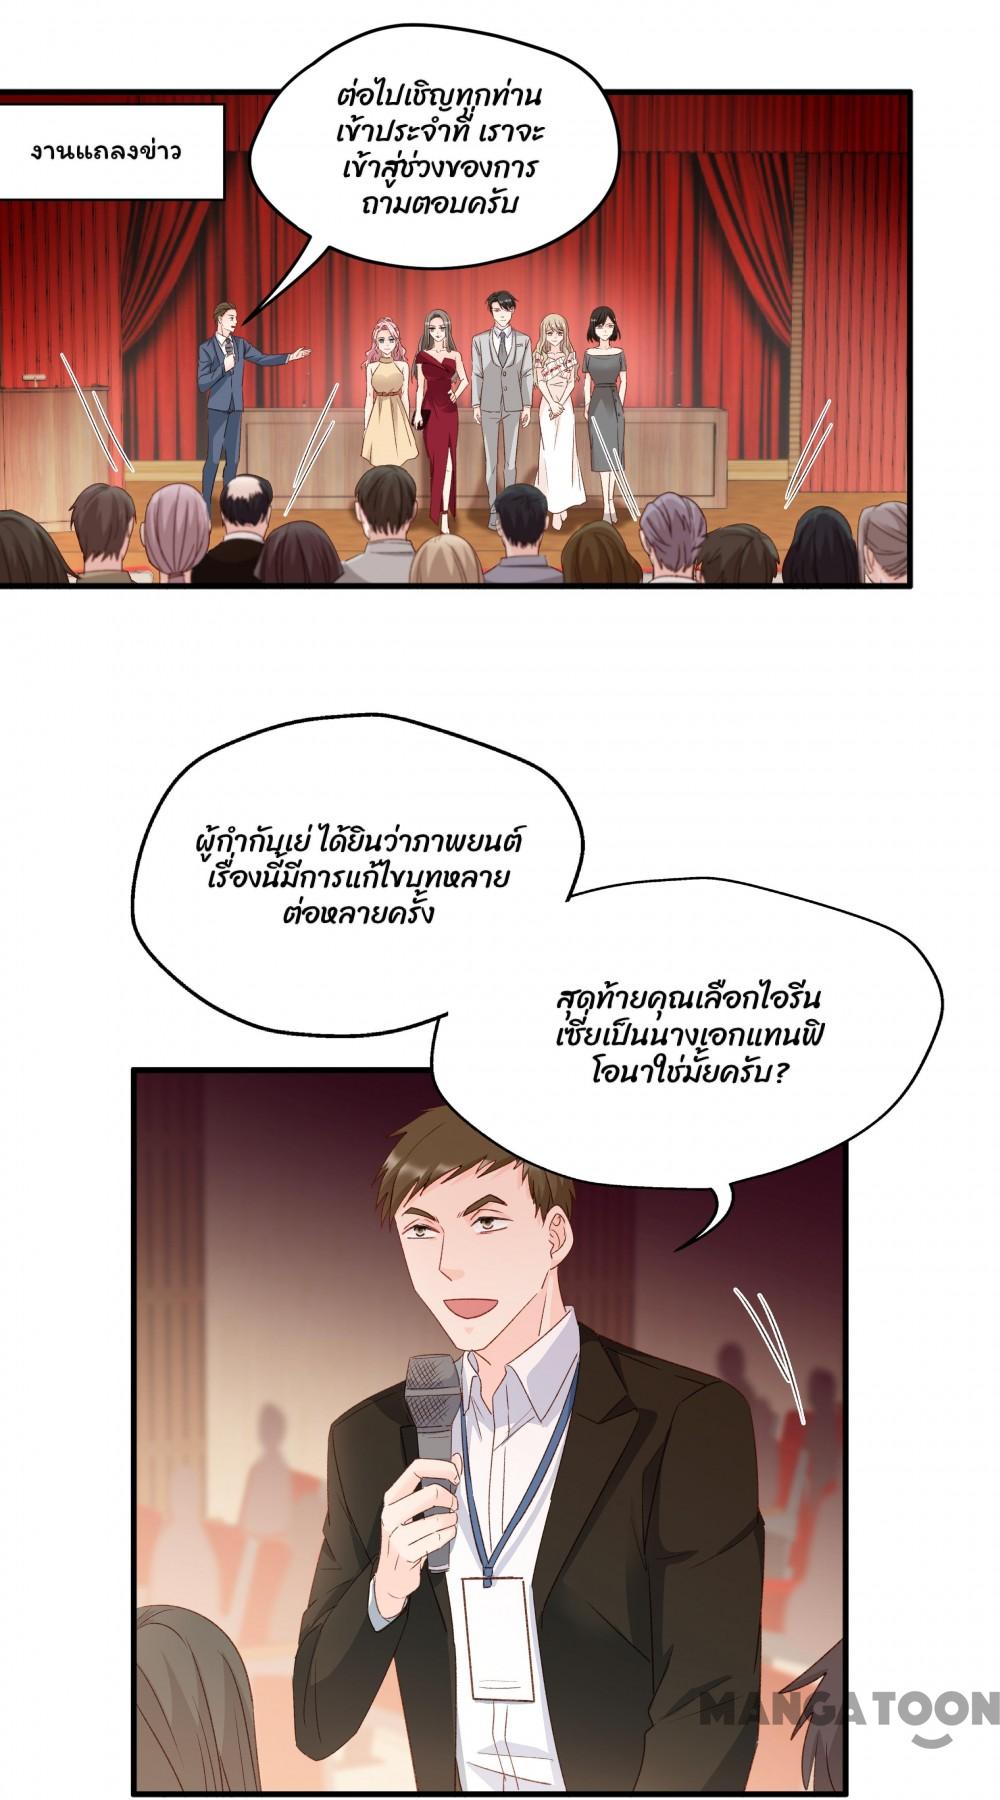 งานแถลงข่าว
ต่อไปเชิญทุกท่าน
เข้าประจำที่ เราจะ
เข้าสู่ช่วงของการ
ถามตอบครับ
ผู้กำกับเย่ ได้ยินว่าภาพยนต์
เรื่องนี้มีการแก้ไขบทหลาย
ต่อหลายครั้ง
สุดท้ายคุณเลือกไอรีน
เซี่ยเป็นนางเอกแทนฟิ
โอนาใช่มั้ยครับ?
MANGATOON